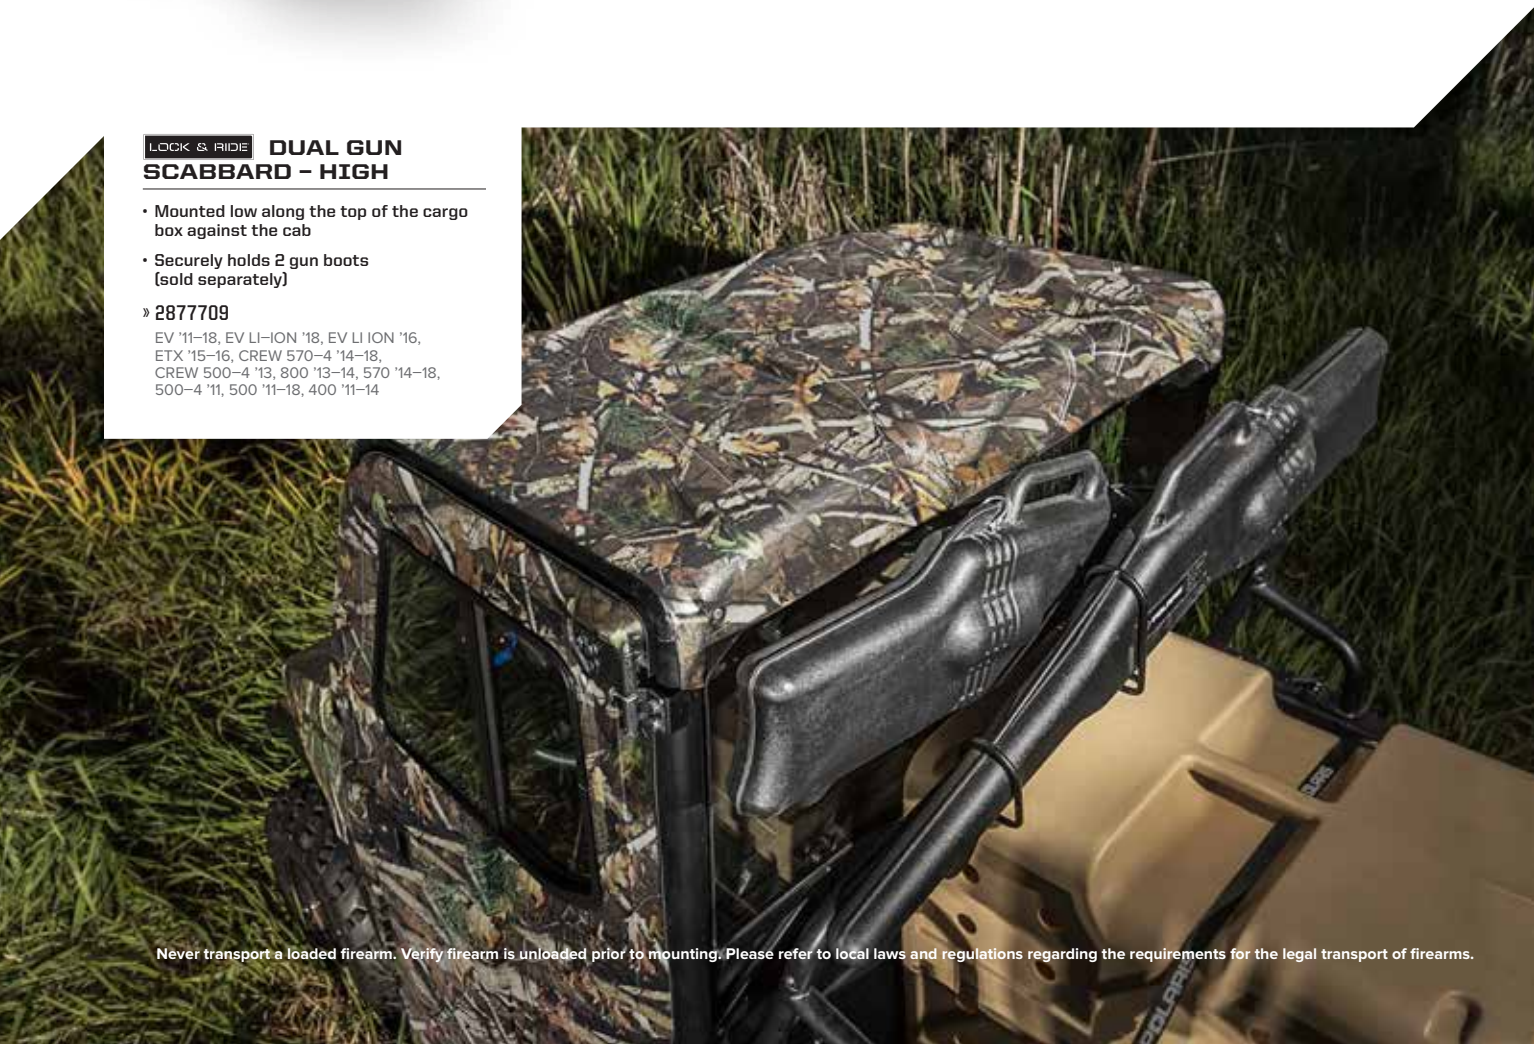 LOCK & RIDE DUAL GUN
SCABBARD – HIGH
• Mounted low along the top of the cargo
box against the cab
• Securely holds 2 gun boots
(sold separately)
» 2877709
EV ’11–18, EV LI–ION ’18, EV LI ION ’16,
ETX ’15–16, CREW 570–4 ’14–18,
CREW 500–4 ’13, 800 ’13–14, 570 ’14–18,
500–4 ’11, 500 ’11–18, 400 ’11–14
POLARIS
Never transport a loaded firearm. Verify firearm is unloaded prior to mounting. Please refer to local laws and regulations regarding the requirements for the legal transport of firearms.